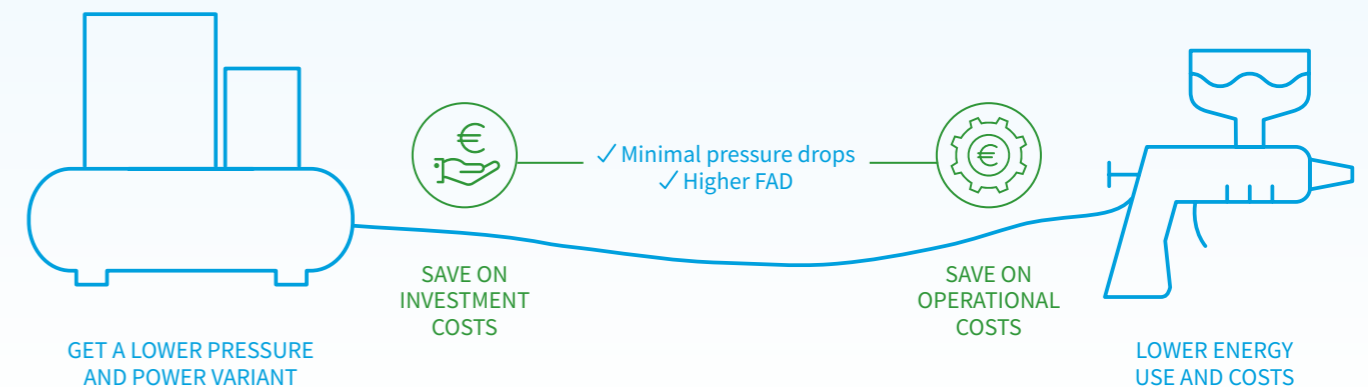 €
€
✓ Minimal pressure drops
✓ Higher FAD
SAVE ON
INVESTMENT
COSTS
SAVE ON
OPERATIONAL
COSTS
GET A LOWER PRESSURE
AND POWER VARIANT
LOWER ENERGY
USE AND COSTS